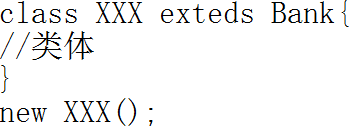 class XXX exteds Bank{
//类体
}
new XXX();